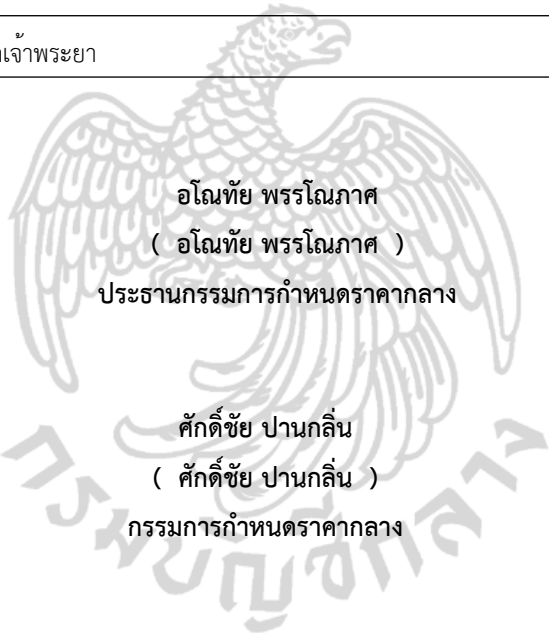 เจ้าพระยา
อโณทัย พรรโณภาศ
( อโณทัย พรรโณภาศ )
ประธานกรรมการกำหนดราคากลาง
ศักดิ์ชัย ปานกลิ่น
( ศักดิ์ชัย ปานกลิ่น )
กรรมการกำหนดราคากลาง
กรมบัญชีกลาง